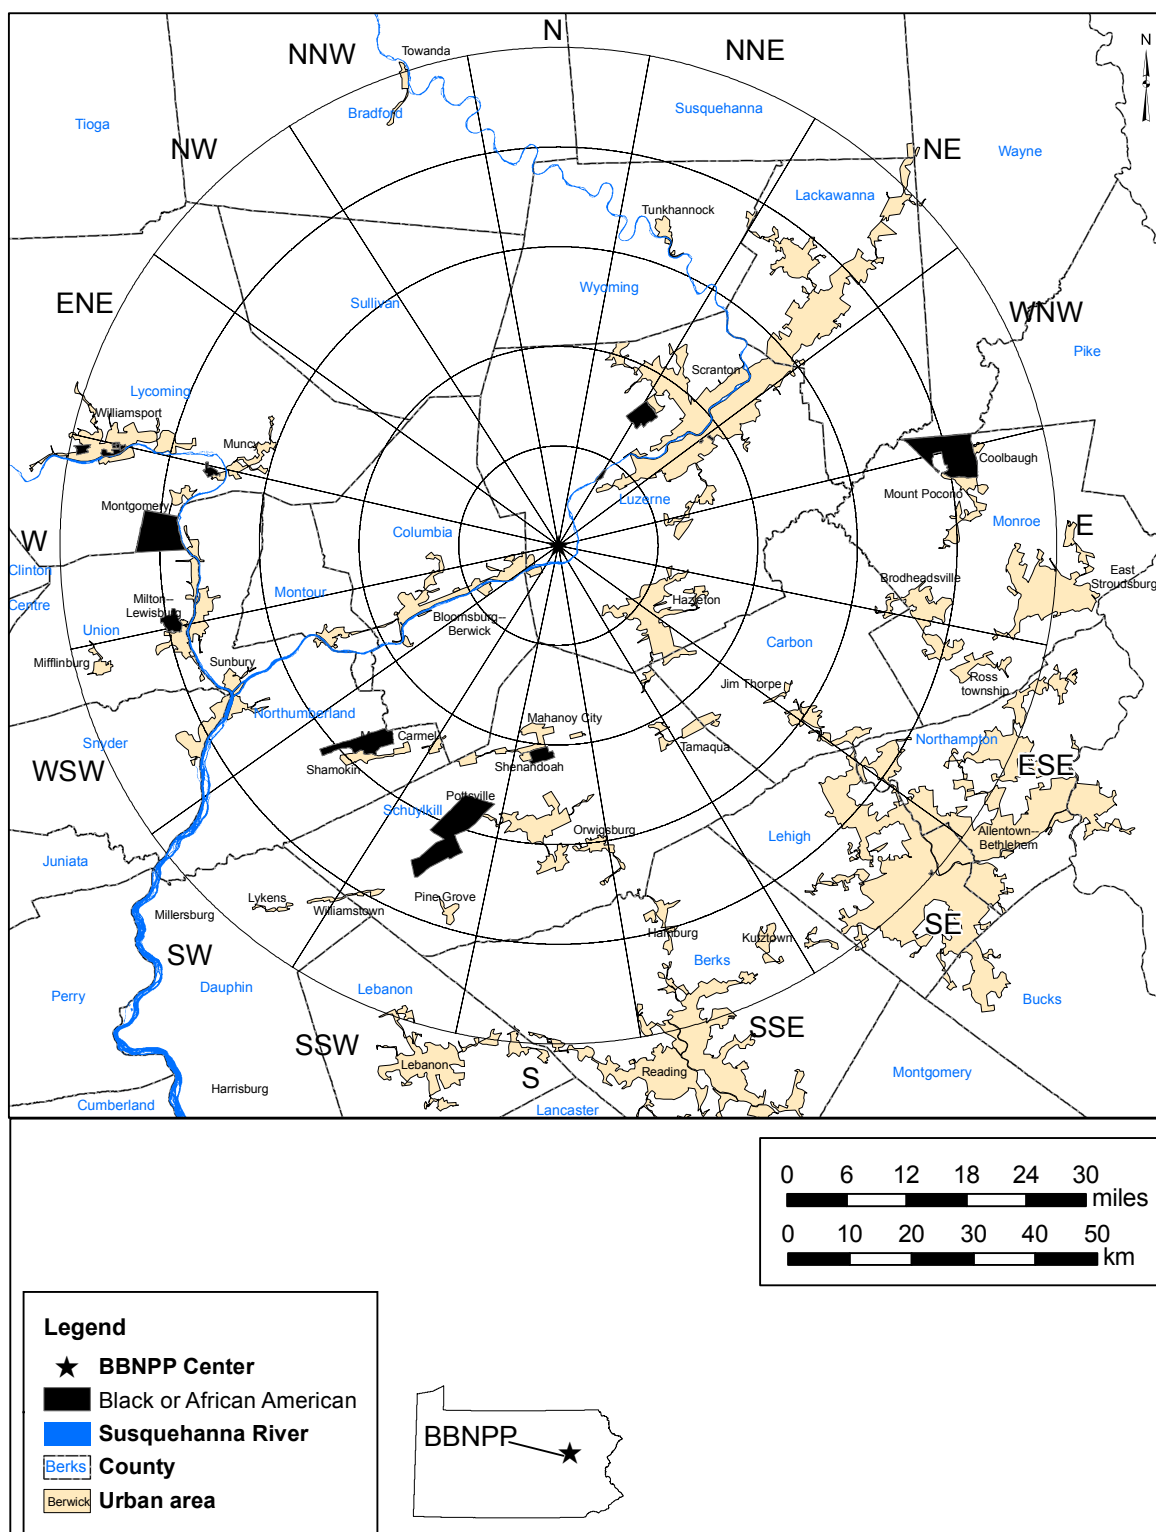 N
NNW
Towanda
NNE
N
Bradford
Susquehanna
Tioga
NW
NE
Wayne
Lackawanna
Tunkhannock
Wyoming
Sullivan
ENE
WNW
Pike
Scranton
Lycoming
Williamsport
Muncy
Coolbaugh
Montgomery
Luzerne
Mount Pocono
Monroe
E
W
Columbia
Clinton
East
Stroudsburg
Brodheadsville
Centre
Montour
Milton--
Lewisburg
Hazleton
Bloomsburg--
Berwick
Union
Carbon
Mifflinburg
Sunbury
Ross
township
Jim Thorpe
Northumberland
Mahanoy City
Snyder
Carmel
Tamaqua
Northampton
WSW
Shamokin
Shenandoah
ESE
Pottsville
Schuylkill
Orwigsburg
Lehigh
Allentown--
Bethlehem
Juniata
Lykens
Williamstown
Pine Grove
Millersburg
Hamburg
Kutztown
SE
SW
Berks
Perry
Dauphin
Lebanon
Bucks
SSW
SSE
Lebanon
S
Reading
Montgomery
Harrisburg
Cumberland
Lancaster
0 6 12 18 24 30
miles
0 10 20 30 40 50
km
Legend
BBNPP Center
Black or African American
Susquehanna River
Berks County
Berwick Urban area
BBNPP